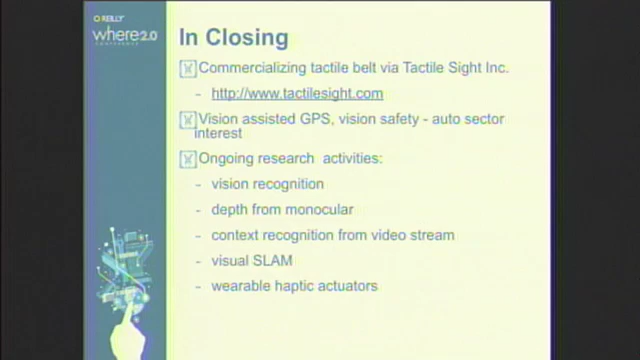 O'REILLY
where2.0
CONFERENCE
In Closing
Commercializing tactile belt via Tactile Sight Inc.
- http://www.tactilesight.com
Vision assisted GPS, vision safety - auto sector
interest
Ongoing research activities:
- vision recognition
- depth from monocular
- context recognition from video stream
- visual SLAM
- wearable haptic actuators